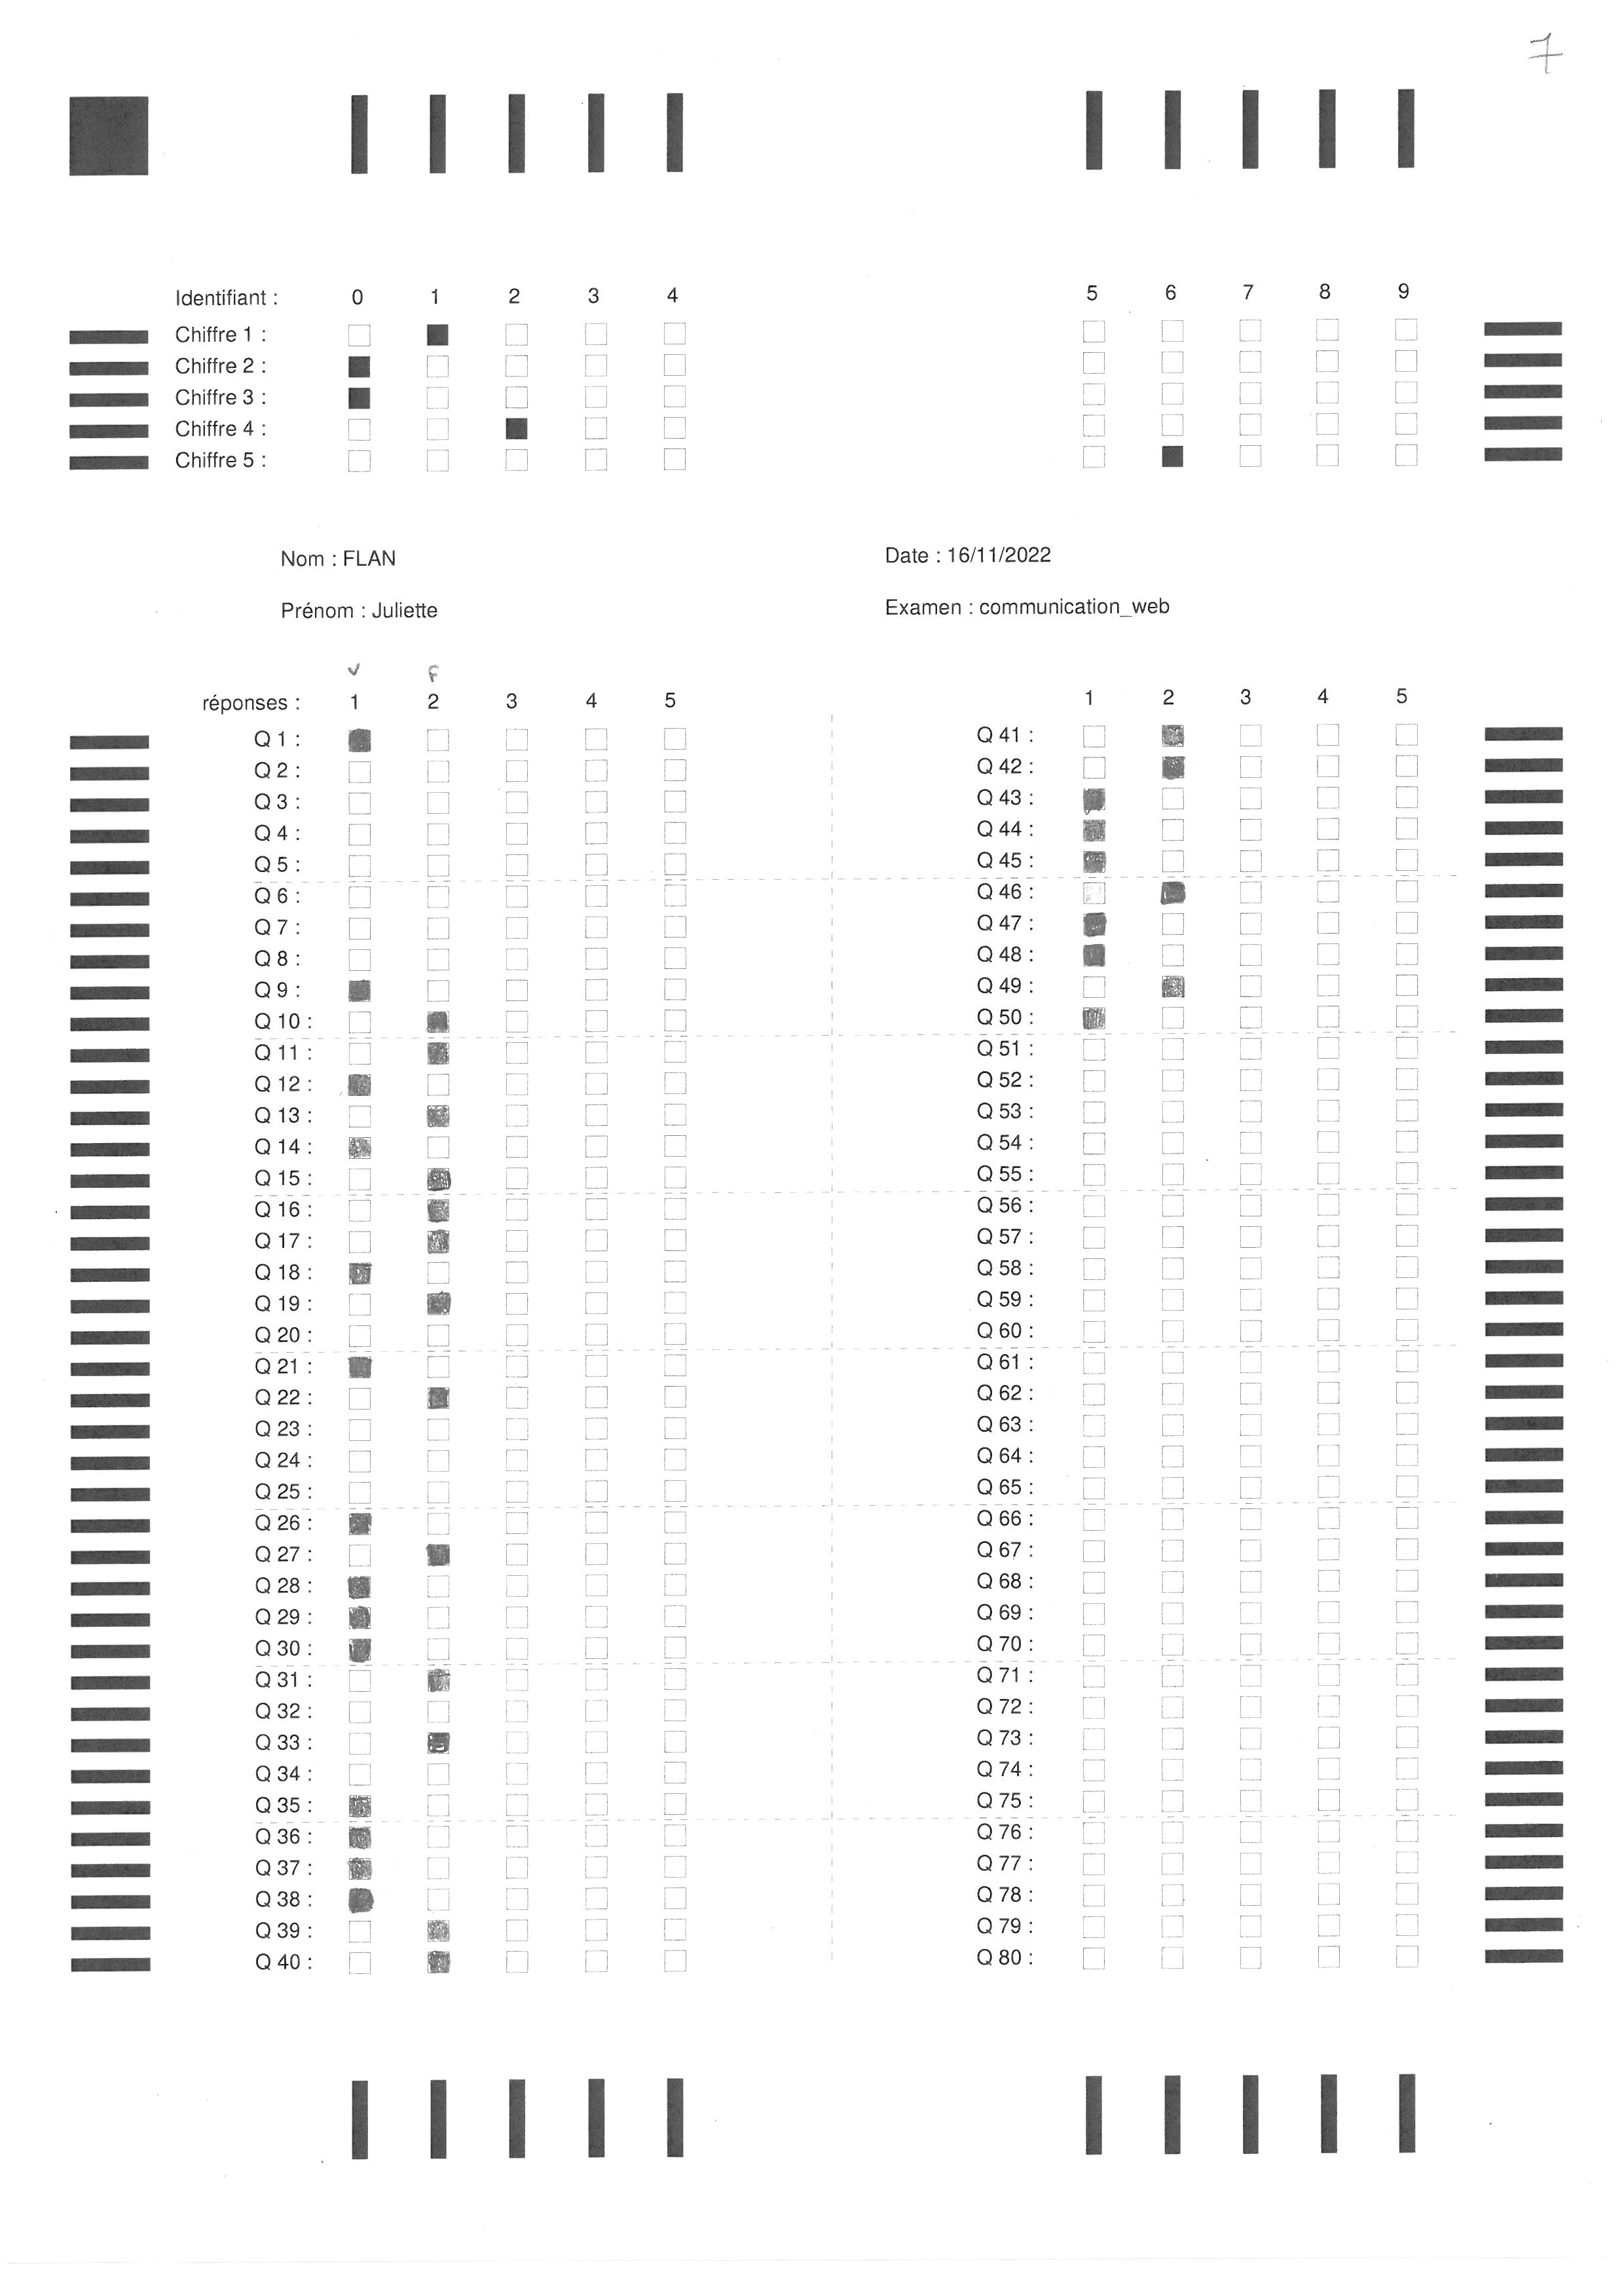 7
Identifiant : 0 1 2 3 4 5 6 7 8 9
Chiffre 1 :
Chiffre 2 :
Chiffre 3 :
Chiffre 4 :
Chiffre 5 :
Nom : FLAN
Date : 16/11/2022
Prénom : Juliette
Examen : communication_web
V F
réponses : 1 2 3 4 5
Q 1 :
Q 2 :
Q 3 :
Q 4 :
Q 5 :
Q 6 :
Q 7 :
Q 8 :
Q 9 :
Q 10 :
Q 11 :
Q 12 :
Q 13 :
Q 14 :
Q 15 :
Q 16 :
Q 17 :
Q 18 :
Q 19 :
Q 20 :
Q 21 :
Q 22 :
Q 23 :
Q 24 :
Q 25 :
Q 26 :
Q 27 :
Q 28 :
Q 29 :
Q 30 :
Q 31 :
Q 32 :
Q 33 :
Q 34 :
Q 35 :
Q 36 :
Q 37 :
Q 38 :
Q 39 :
Q 40 :
1 2 3 4 5
Q 41 :
Q 42 :
Q 43 :
Q 44 :
Q 45 :
Q 46 :
Q 47 :
Q 48 :
Q 49 :
Q 50 :
Q 51 :
Q 52 :
Q 53 :
Q 54 :
Q 55 :
Q 56 :
Q 57 :
Q 58 :
Q 59 :
Q 60 :
Q 61 :
Q 62 :
Q 63 :
Q 64 :
Q 65 :
Q 66 :
Q 67 :
Q 68 :
Q 69 :
Q 70 :
Q 71 :
Q 72 :
Q 73 :
Q 74 :
Q 75 :
Q 76 :
Q 77 :
Q 78 :
Q 79 :
Q 80 :